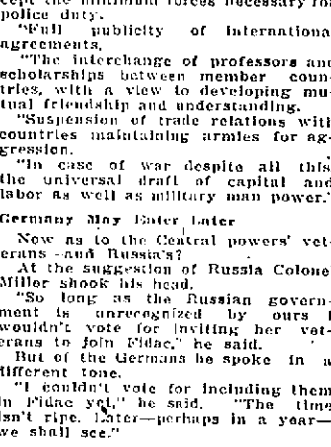 cept the minimum forces necessary for
police duty.
"Full publicity of internationa
agreements.
"The interchange of professors and
scholarships between member coun-
tries, with a view to developing mu-
tual friendship and understanding.
"Suspension of trade relations with
countries maintaining armies for ag-
gression.
"In case of war despite all this
the universal draft of capital and
labor as well as military man power."
Germany May Enter Later
Now as to the Central powers' vet-
erans—and Russia's?
At the suggestion of Russia Colone
Miller shook his head.
"So long as the Russian govern-
ment is unrecognized by ours I
wouldn't vote for inviting her vet-
erans to join Fidac," he said.
But of the Germans he spoke in a
different tone.
"I couldn't vote for including them
in Fidac yet," he said. "The time
isn't ripe. Later—perhaps in a year—
we shall see."